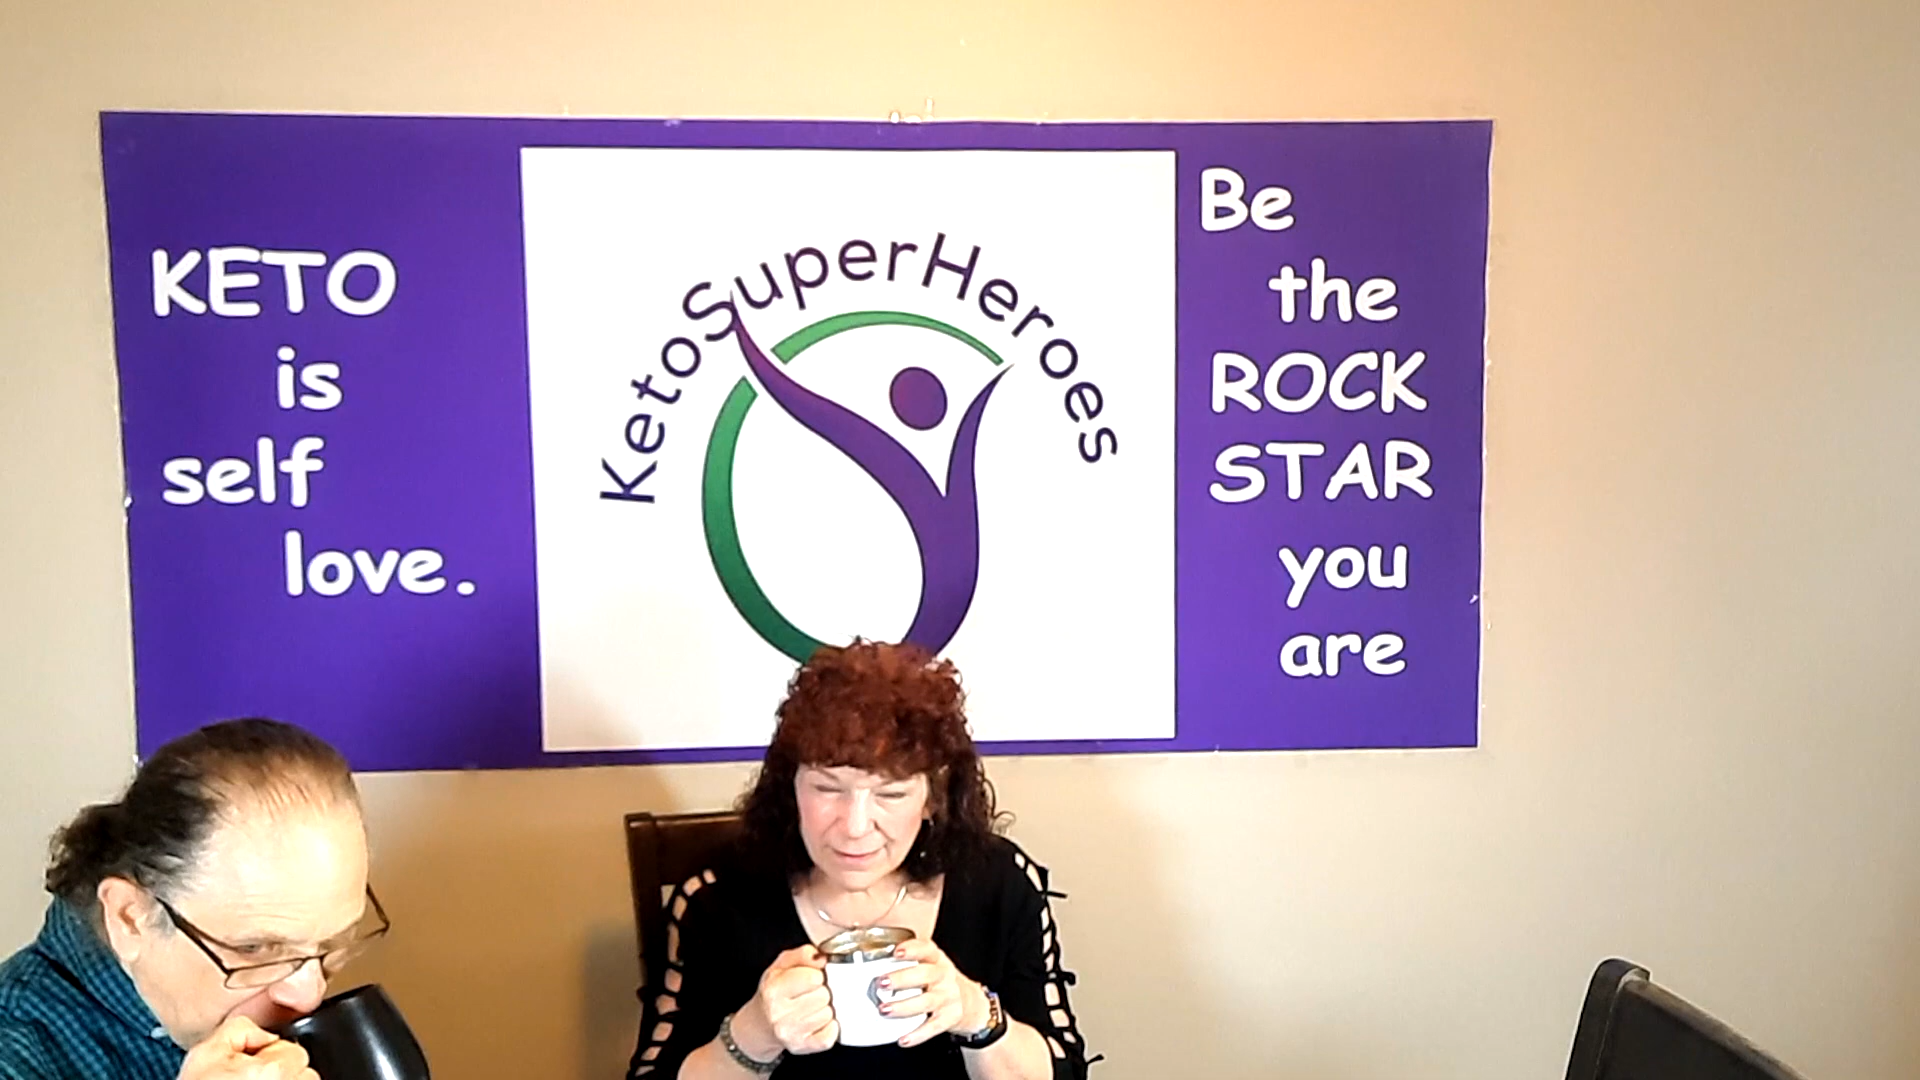 KETO
is
self
love.
KetoSuperHeroes
Be
the
ROCK
STAR
you
are